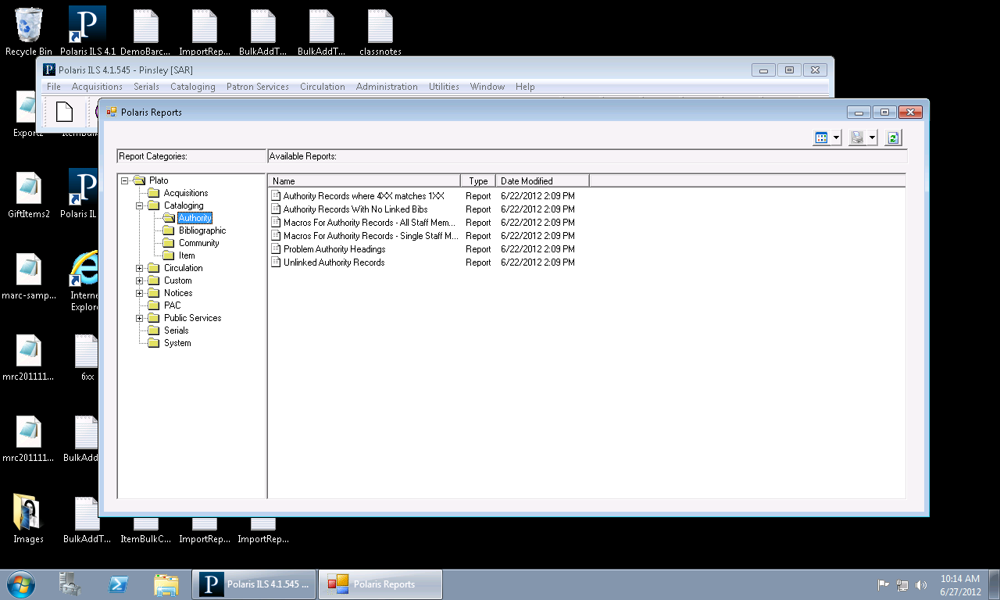 Recycle Bin
Polaris ILS 4.1
DemoBarc...
ImportRep...
BulkAddT...
BulkAddT...
classnotes
Polaris ILS 4.1.545 - Pinsley [SAR]
File Acquisitions Serials Cataloging Patron Services Circulation Administration Utilities Window Help
Polaris Reports
Report Categories:
Available Reports:
Plato
Acquisitions
Cataloging
Authority
Bibliographic
Community
Item
Circulation
Custom
Notices
PAC
Public Services
Serials
System
Name Type Date Modified
Authority Records where 4XX matches 1XX Report 6/22/2012 2:09 PM
Authority Records With No Linked Bibs Report 6/22/2012 2:09 PM
Macros For Authority Records - All Staff Mem... Report 6/22/2012 2:09 PM
Macros For Authority Records - Single Staff M... Report 6/22/2012 2:09 PM
Problem Authority Headings Report 6/22/2012 2:09 PM
Unlinked Authority Records Report 6/22/2012 2:09 PM
GiftItems2
Polaris IL
marc-samp...
Interne
Explore
mrc201111...
6xx
mrc201111...
BulkAdd
Images
BulkAddT...
ItemBulkC...
ImportRep...
ImportRep...
Polaris ILS 4.1.545 ...
Polaris Reports
10:14 AM
6/27/2012